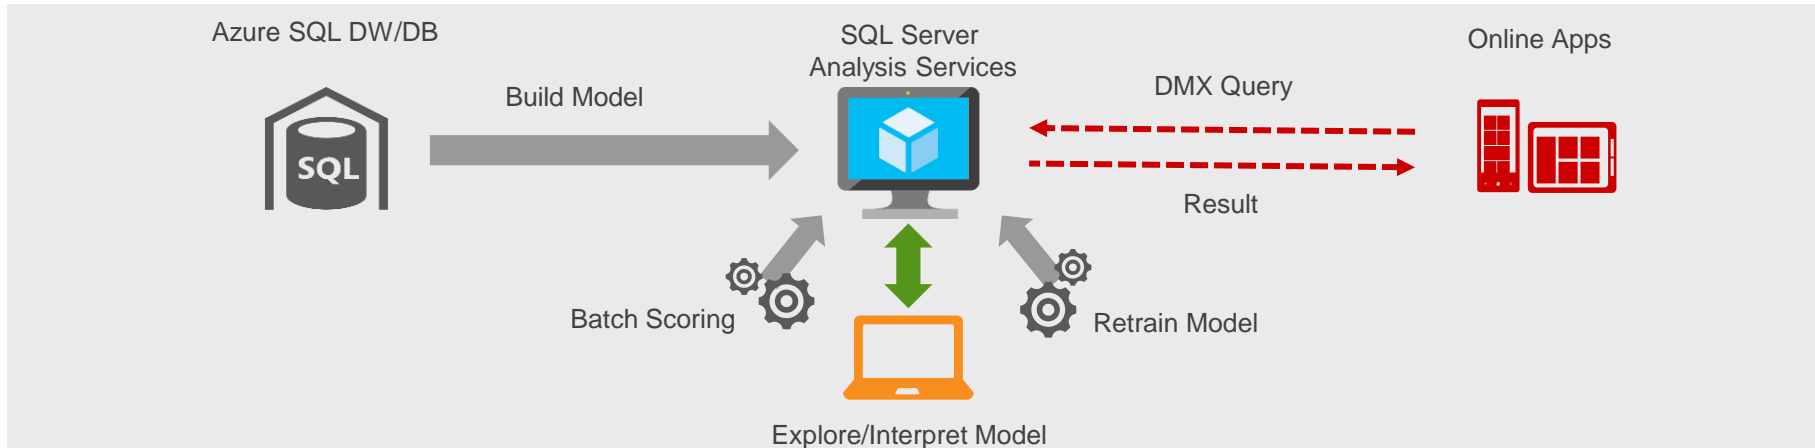 Azure SQL DW/DB
SQL Server
Analysis Services
Online Apps
Build Model
DMX Query
SQL
Result
Batch Scoring
Retrain Model
Explore/Interpret Model